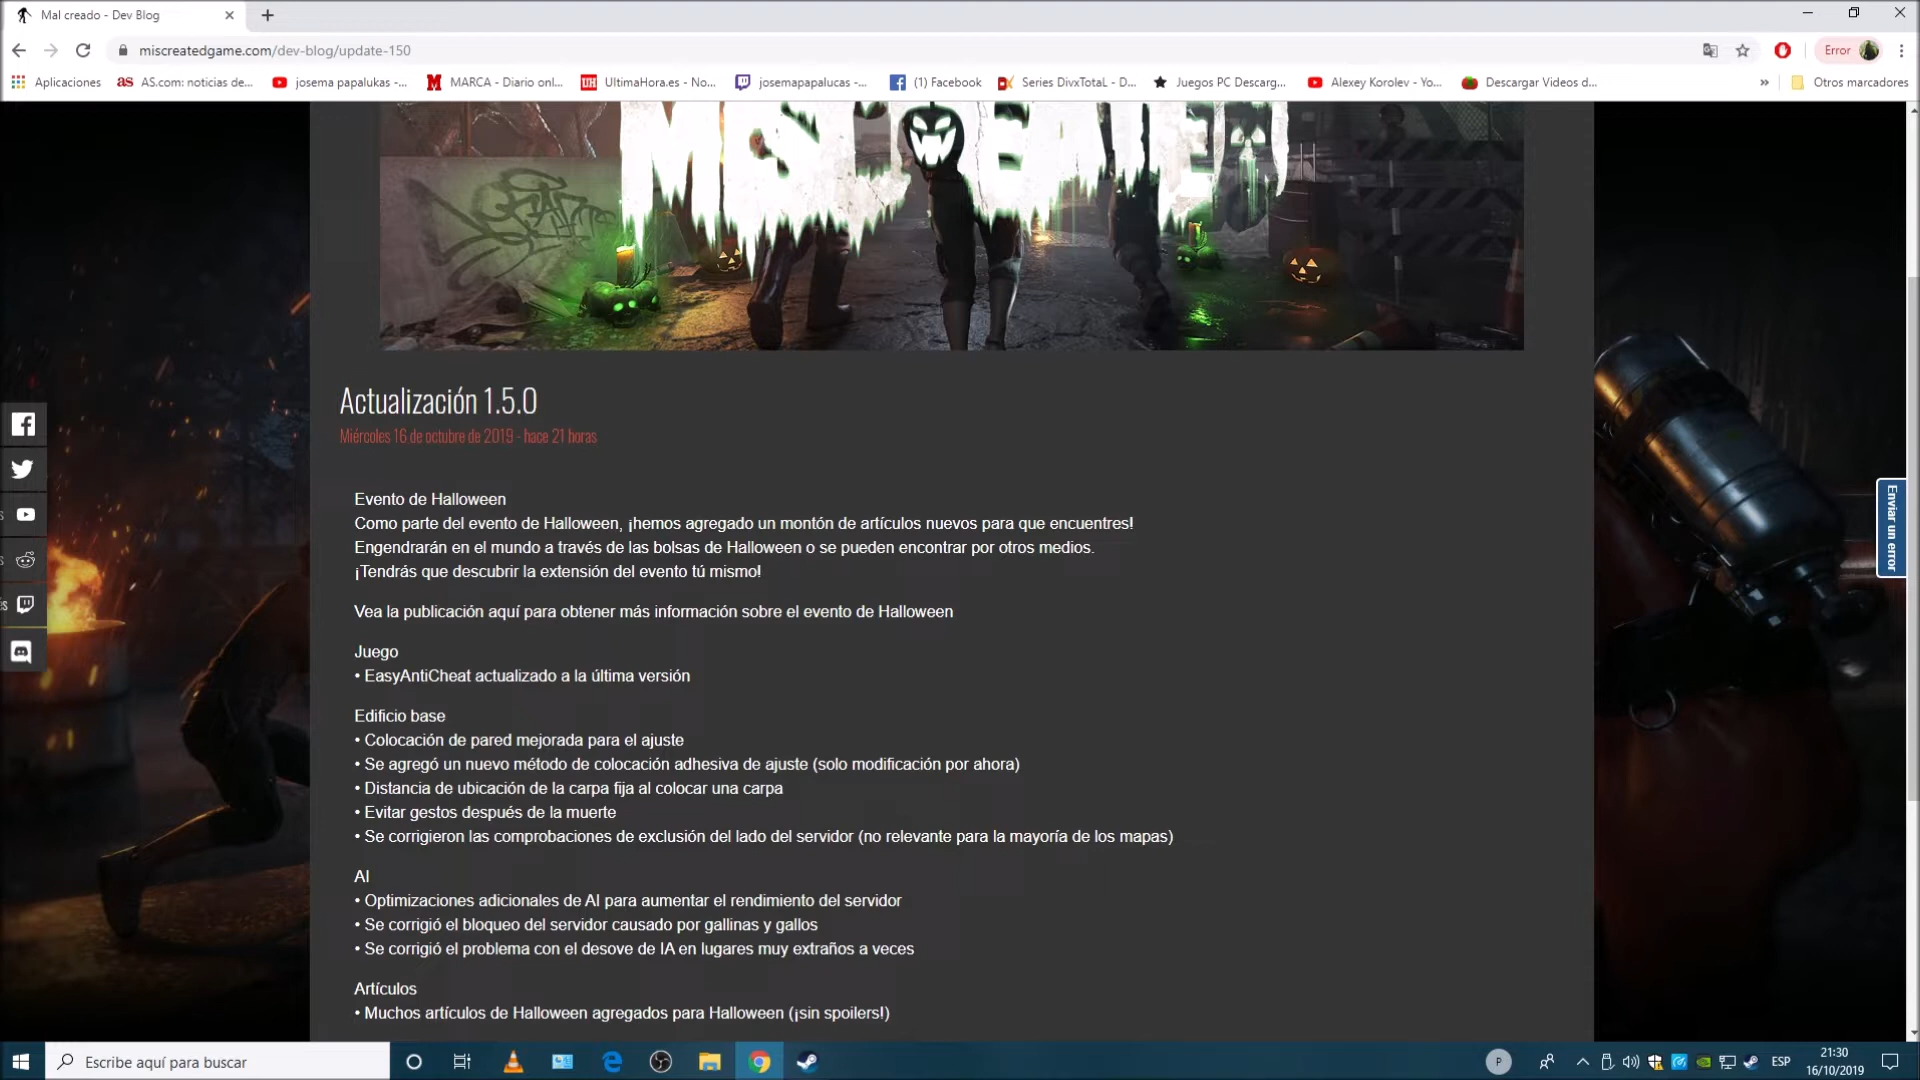 Mal creado - Dev Blog
miscreatedgame.com/dev-blog/update-150
Error
Aplicaciones
AS.com: noticias de...
josema papalukas -...
MARCA - Diario onl...
UltimaHora.es - No...
josemapapalucas -...
(1) Facebook
Series DivxTotaL - D...
Juegos PC Descarg...
Alexey Korolev - Yo...
Descargar Videos d...
»
Otros marcadores
MISCREATED
Actualización 1.5.0
Miércoles 16 de octubre de 2019 - hace 21 horas
Evento de Halloween
Como parte del evento de Halloween, ¡hemos agregado un montón de artículos nuevos para que encuentres!
Engendrarán en el mundo a través de las bolsas de Halloween o se pueden encontrar por otros medios.
¡Tendrás que descubrir la extensión del evento tú mismo!
Vea la publicación aquí para obtener más información sobre el evento de Halloween
Juego
• EasyAntiCheat actualizado a la última versión
Edificio base
• Colocación de pared mejorada para el ajuste
• Se agregó un nuevo método de colocación adhesiva de ajuste (solo modificación por ahora)
• Distancia de ubicación de la carpa fija al colocar una carpa
• Evitar gestos después de la muerte
• Se corrigieron las comprobaciones de exclusión del lado del servidor (no relevante para la mayoría de los mapas)
AI
• Optimizaciones adicionales de AI para aumentar el rendimiento del servidor
• Se corrigió el bloqueo del servidor causado por gallinas y gallos
• Se corrigió el problema con el desove de IA en lugares muy extraños a veces
Artículos
• Muchos artículos de Halloween agregados para Halloween (¡sin spoilers!)
Enviar un error
Escribe aquí para buscar
P
ESP
21:30
16/10/2019